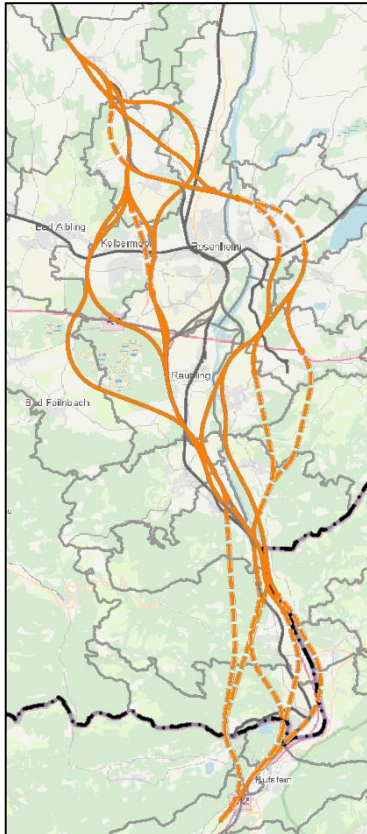 Bad Aibling
Kolbermoor
Rosenheim
Raubling
Bad Feilnbach
Kufstein